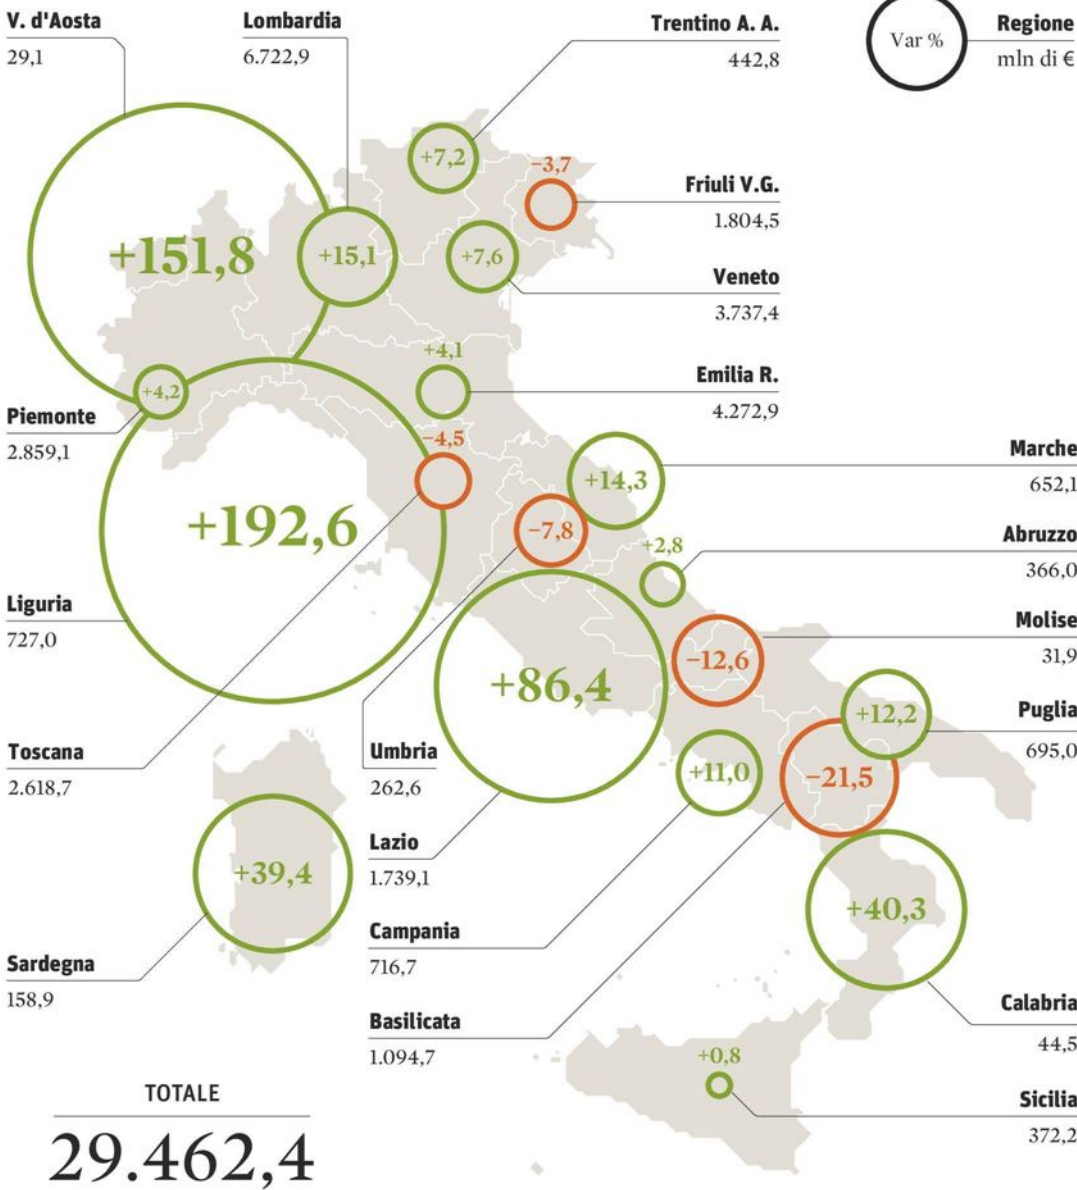 V. d'Aosta
29,1
+151,8
Lombardia
6.722,9
+15,1
Trentino A. A.
442,8
+7,2
Var %
Regione
mln di €
−3,7
Friuli V.G.
1.804,5
+7,6
Veneto
3.737,4
+4,1
Emilia R.
4.272,9
+4,2
Piemonte
2.859,1
−4,5
+14,3
Marche
652,1
+192,6
−7,8
+2,8
Abruzzo
366,0
Liguria
727,0
+86,4
−12,6
Molise
31,9
+12,2
Puglia
695,0
Toscana
2.618,7
Umbria
262,6
+11,0
−21,5
Lazio
1.739,1
+39,4
+40,3
Campania
716,7
Sardegna
158,9
Calabria
44,5
Basilicata
1.094,7
+0,8
Sicilia
372,2
TOTALE
29.462,4